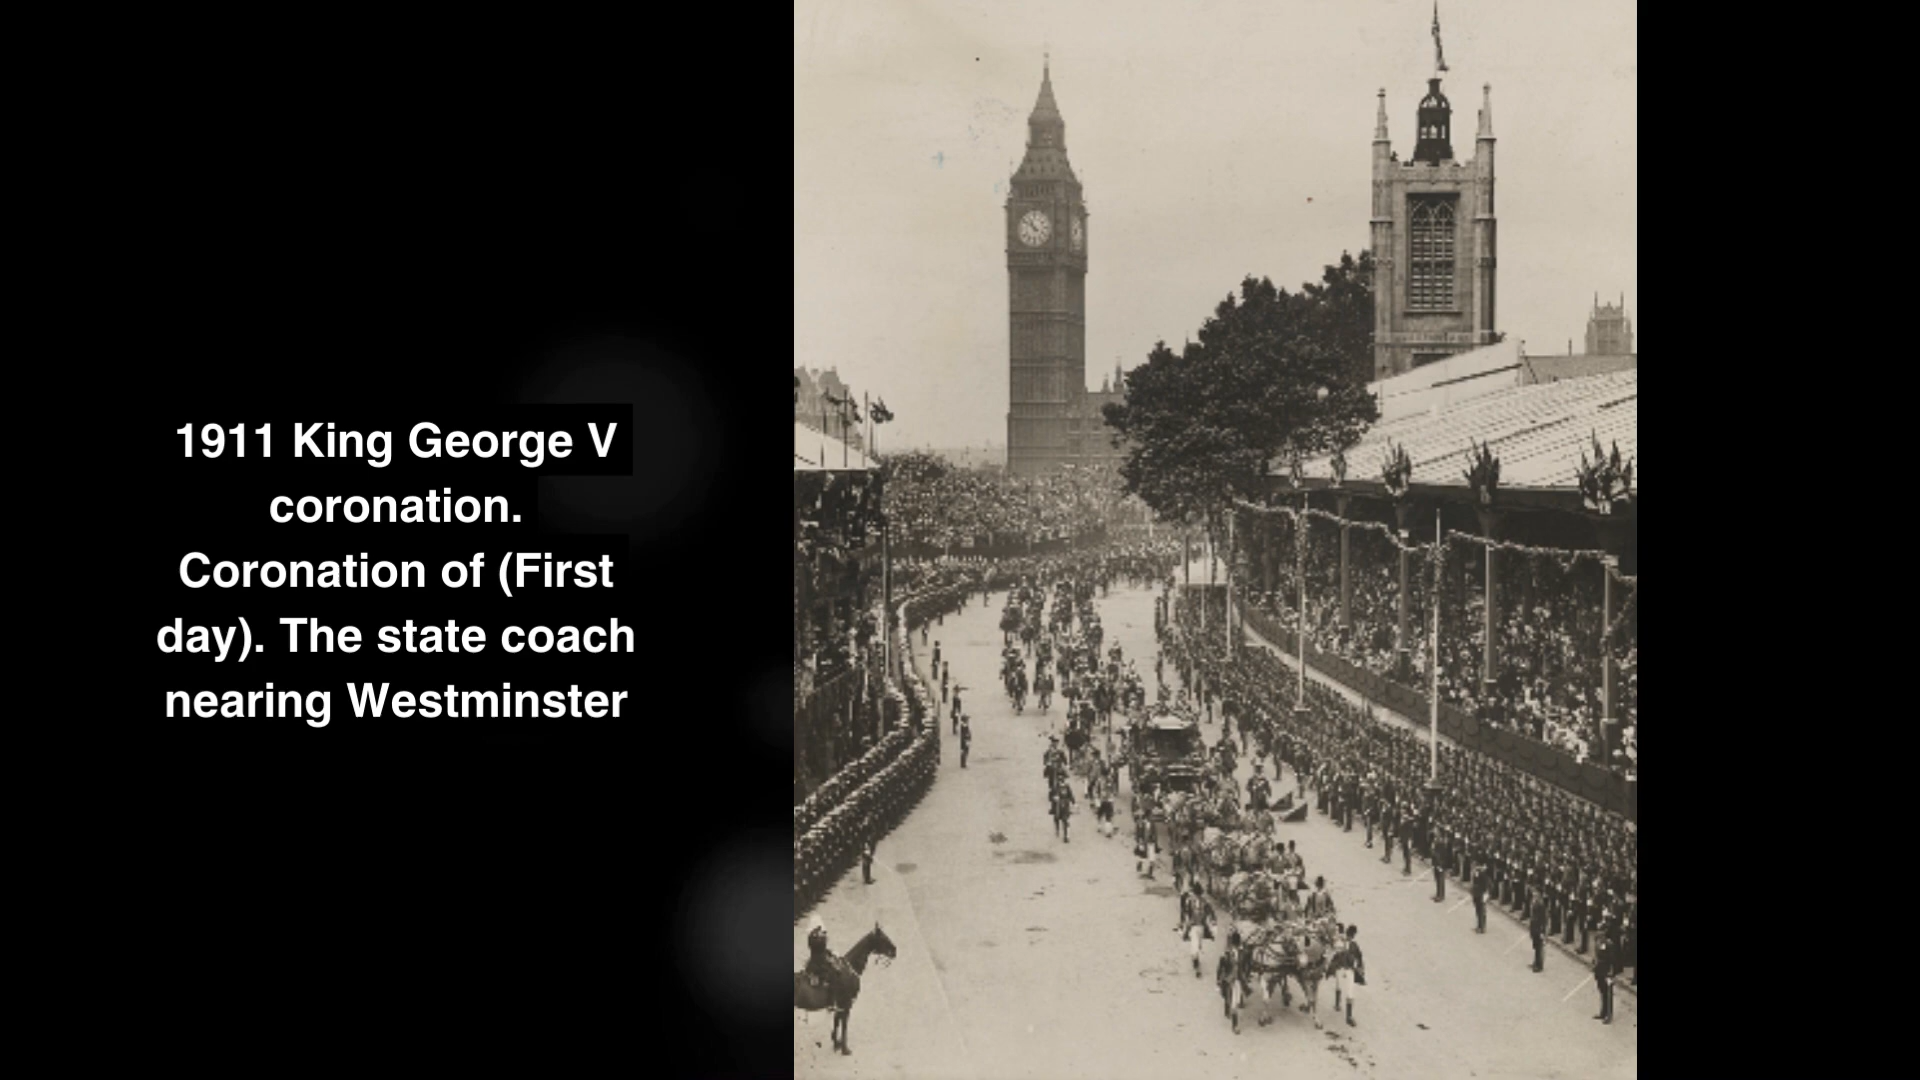 1911 King George V
coronation.
Coronation of (First
day). The state coach
nearing Westminster